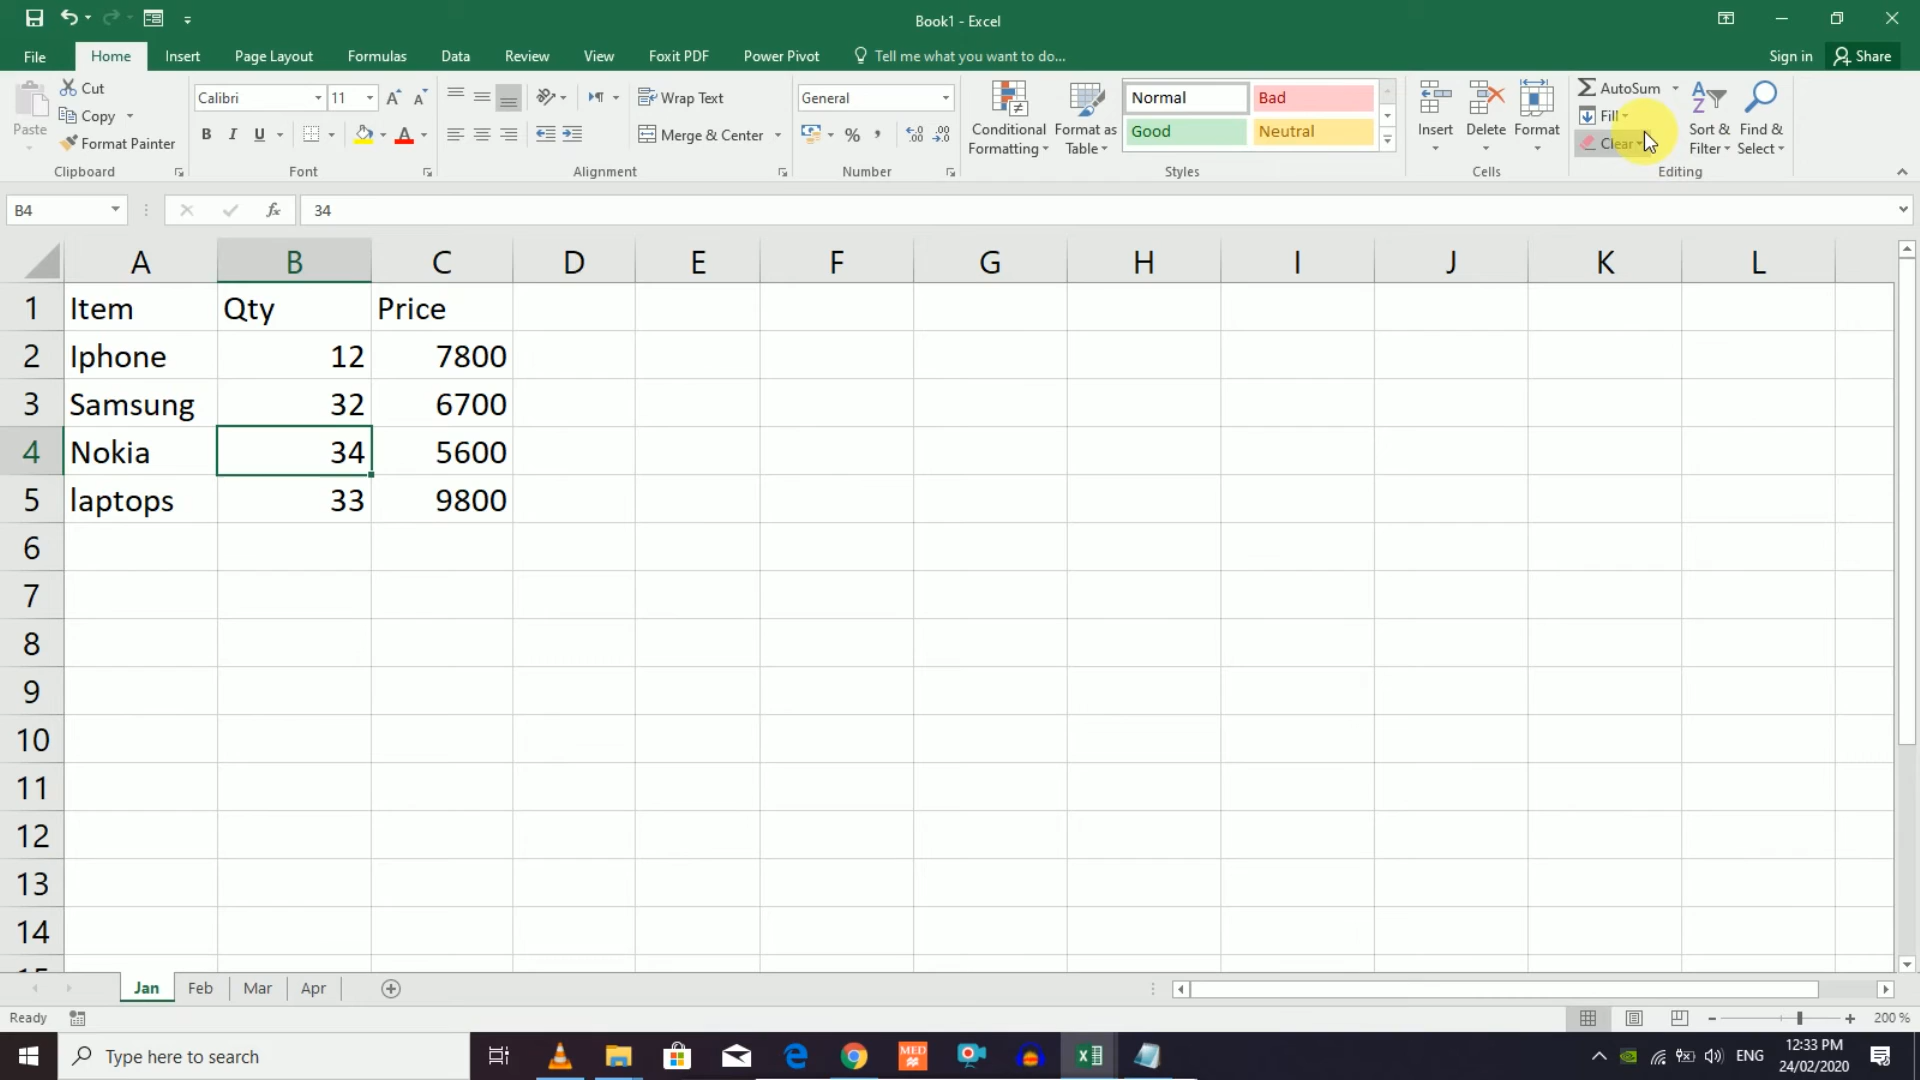 Book1 - Excel
File Home Insert Page Layout Formulas Data Review View Foxit PDF Power Pivot Tell me what you want to do... Sign in Share
Paste
Cut
Copy
Format Painter
Clipboard
Calibri 11
B I U
Font
Wrap Text
Merge & Center
Alignment
General
%
Number
Conditional Formatting
Format as Table
Normal Bad
Good Neutral
Styles
Insert Delete Format
Cells
AutoSum
Fill
Clear
Sort & Filter
Find & Select
Editing
B4 fx 34
A B C D E F G H I J K L
1 Item Qty Price
2 Iphone 12 7800
3 Samsung 32 6700
4 Nokia 34 5600
5 laptops 33 9800
6
7
8
9
10
11
12
13
14
15
Jan Feb Mar Apr
Ready 200 %
Type here to search MED ENG 12:33 PM
24/02/2020